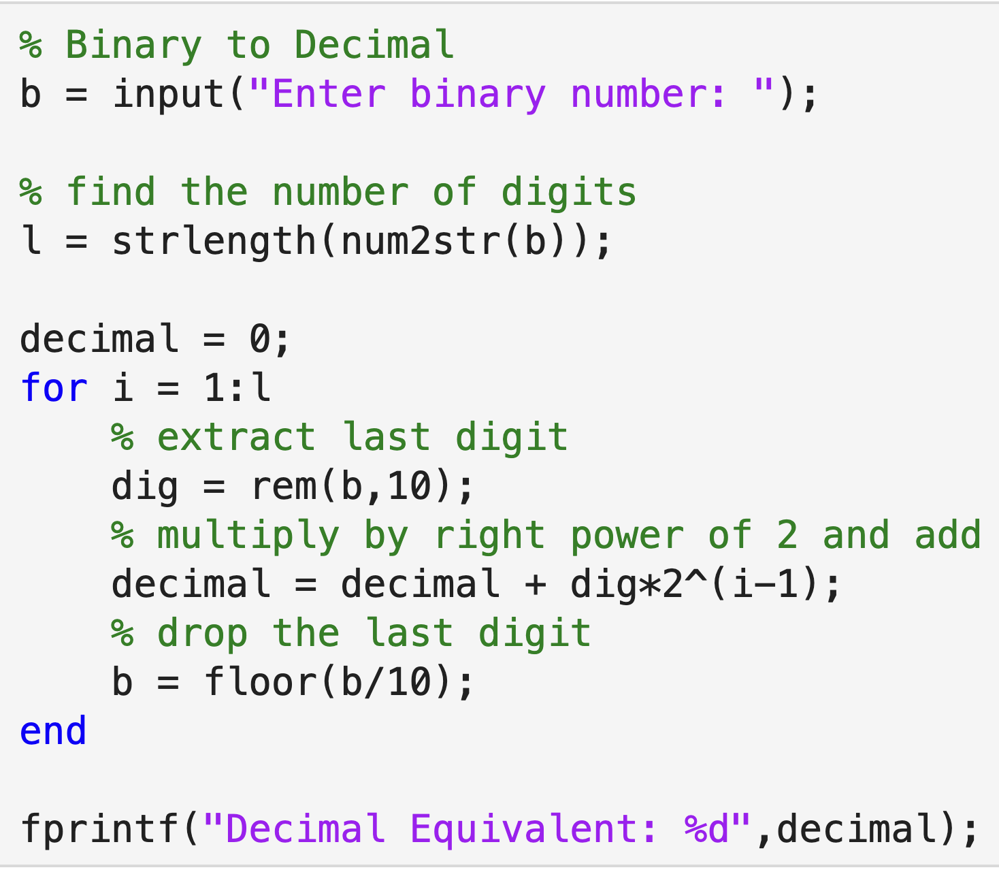 % Binary to Decimal
b = input("Enter binary number: ");
% find the number of digits
l = strlength(num2str(b));
decimal = 0;
for i = 1:l
% extract last digit
dig = rem(b,10);
% multiply by right power of 2 and add
decimal = decimal + dig*2^(i-1);
% drop the last digit
b = floor(b/10);
end
fprintf("Decimal Equivalent: %d",decimal);